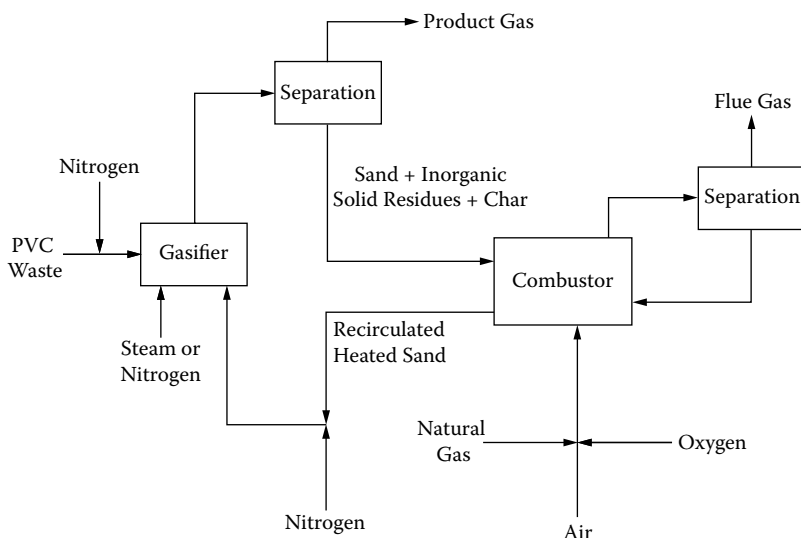 Product Gas
Separation
Flue Gas
Nitrogen
Sand + Inorganic
Solid Residues + Char
Separation
PVC
Waste
Gasifier
Combustor
Steam or
Nitrogen
Recirculated
Heated Sand
Natural
Gas
Oxygen
Nitrogen
Air